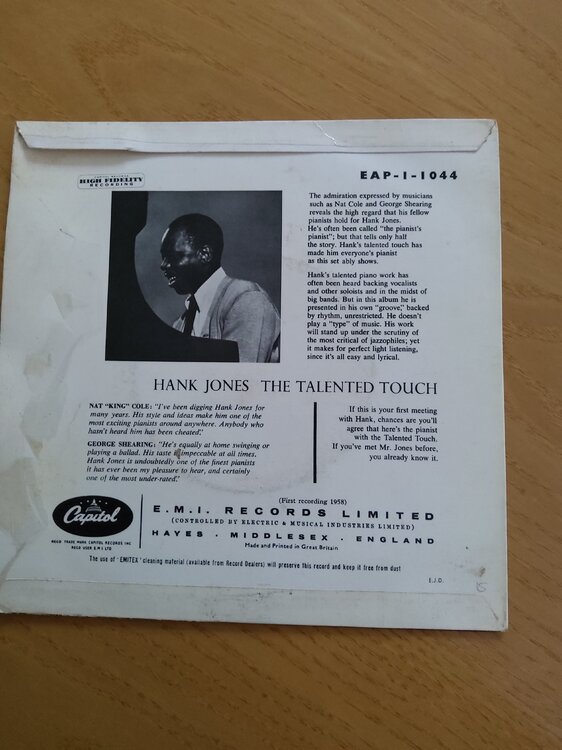 HIGH FIDELITY
RECORDING
EAP-1-1044
The admiration expressed by musicians
such as Nat Cole and George Shearing
reveals the high regard that his fellow
pianists hold for Hank Jones.
He's often been called "the pianist's
pianist"; but that tells only half
the story. Hank's talented touch has
made him everyone's pianist
as this set ably shows.
Hank's talented piano work has
often been heard backing vocalists
and other soloists and in the midst of
big bands. But in this album he is
presented in his own "groove," backed
by rhythm, unrestricted. He doesn't
play a "type" of music. His work
will stand up under the scrutiny of
the most critical of jazzophiles; yet
it makes for perfect light listening,
since it's all easy and lyrical.
HANK JONES THE TALENTED TOUCH
NAT "KING" COLE: "I've been digging Hank Jones for
many years. His style and ideas make him one of the
most exciting pianists around anywhere. Anybody who
hasn't heard him has been cheated."
GEORGE SHEARING: "He's equally at home swinging or
playing a ballad. His taste is impeccable at all times.
Hank Jones is undoubtedly one of the finest pianists
it has ever been my pleasure to hear, and certainly
one of the most under-rated."
If this is your first meeting
with Hank, chances are you'll
agree that here's the pianist
with the Talented Touch.
If you've met Mr. Jones before,
you already know it.
Capitol
REGD. TRADE MARK CAPITOL RECORDS INC
REGD USER E M I LTD
(First recording 1958)
E.M.I. RECORDS LIMITED
(CONTROLLED BY ELECTRIC & MUSICAL INDUSTRIES LIMITED)
HAYES · MIDDLESEX · ENGLAND
Made and Printed in Great Britain
The use of 'EMITEX' cleaning material (available from Record Dealers) will preserve this record and keep it free from dust
E.J.D.